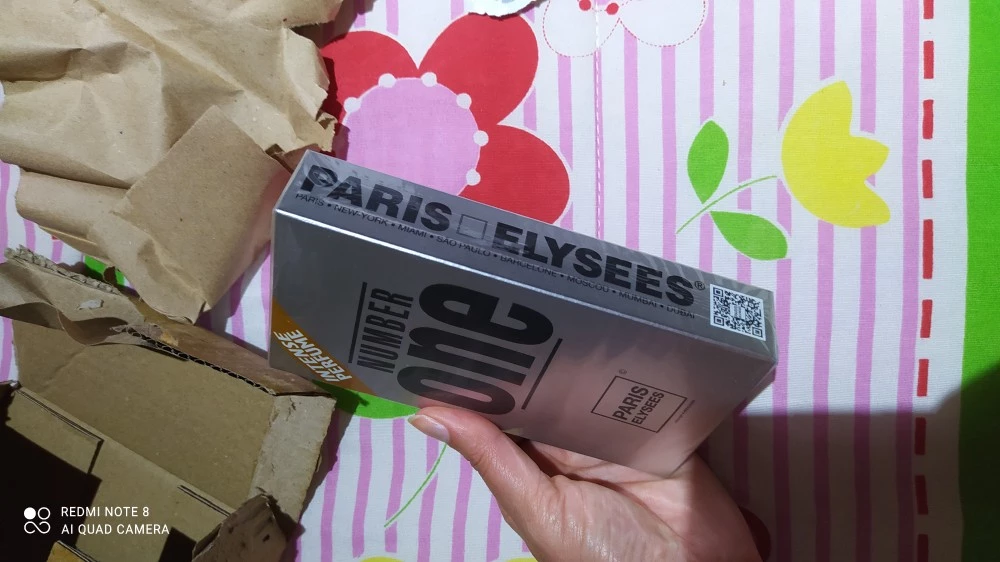 PARIS ELYSEES®
PARIS • NEW-YORK • MIAMI • SAO PAULO • BARCELONE • MOSCOU • MUMBAI • DUBAI
NUMBER
one
INTENSE
PERFUME
©
PARIS
ELYSEES
REDMI NOTE 8
AI QUAD CAMERA